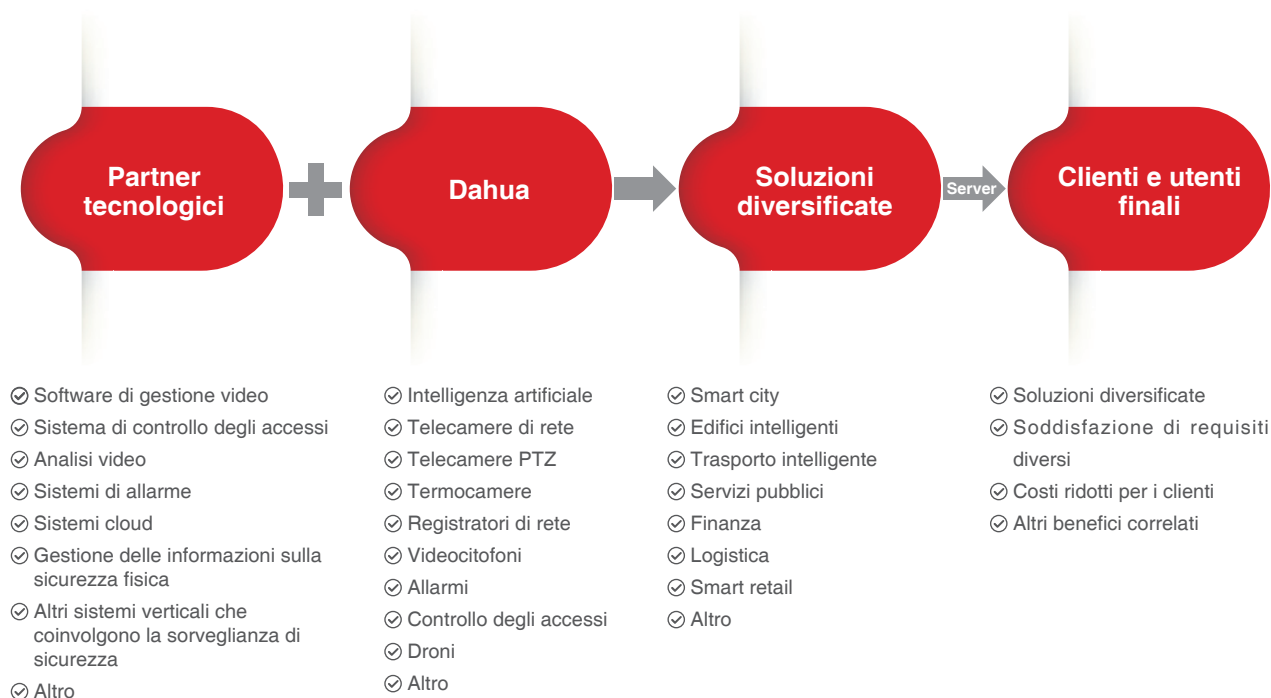 Partner
tecnologici
Dahua
Soluzioni
diversificate
Server
Clienti e utenti
finali
Software di gestione video
Sistema di controllo degli accessi
Analisi video
Sistemi di allarme
Sistemi cloud
Gestione delle informazioni sulla
sicurezza fisica
Altri sistemi verticali che
coinvolgono la sorveglianza di
sicurezza
Altro
Intelligenza artificiale
Telecamere di rete
Telecamere PTZ
Termocamere
Registratori di rete
Videocitofoni
Allarmi
Controllo degli accessi
Droni
Altro
Smart city
Edifici intelligenti
Trasporto intelligente
Servizi pubblici
Finanza
Logistica
Smart retail
Altro
Soluzioni diversificate
Soddisfazione di requisiti
diversi
Costi ridotti per i clienti
Altri benefici correlati